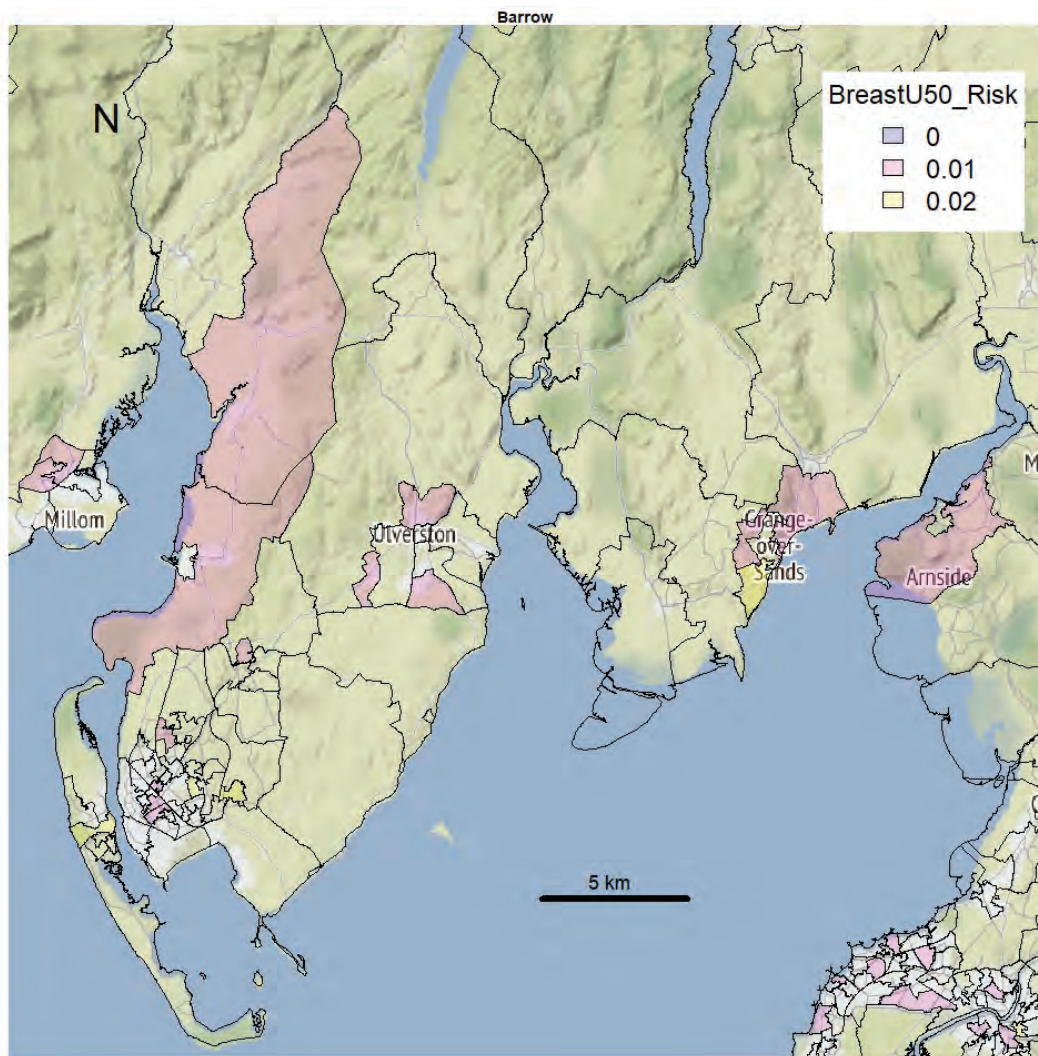 Barrow
N
BreastU50_Risk
0
0.01
0.02
Millom
Ulverston
Grange-
over-
Sands
Arnside
M
5 km